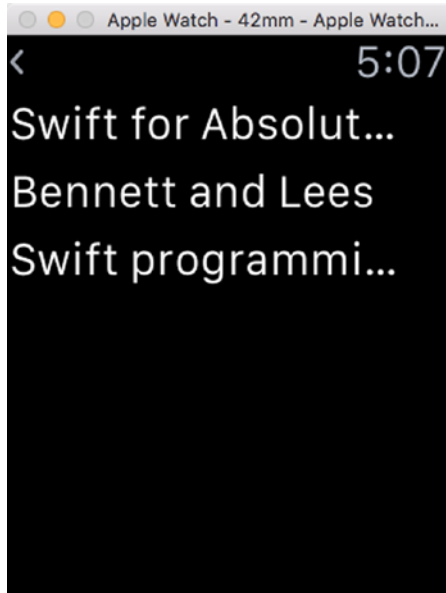 Apple Watch - 42mm - Apple Watch...
< 5:07
Swift for Absolut...
Bennett and Lees
Swift programmi...